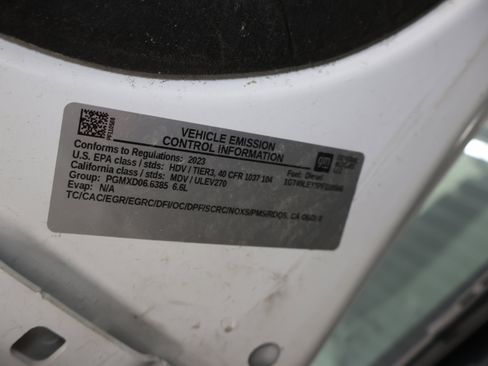 VEHICLE EMISSION
CONTROL INFORMATION
Conforms to Regulations: 2023
U.S. EPA class / stds: HDV / TIER3, 40 CFR 1037 104
California class / stds: MDV / ULEV270
Group: PGMXD06.6385 6.6L
Evap: N/A
gm
Fuel: Diesel
TC/CAC/EGR/EGRC/DFI/OC/DPF/SCRC/NOXS/PMS/RDQS, CA OBD II